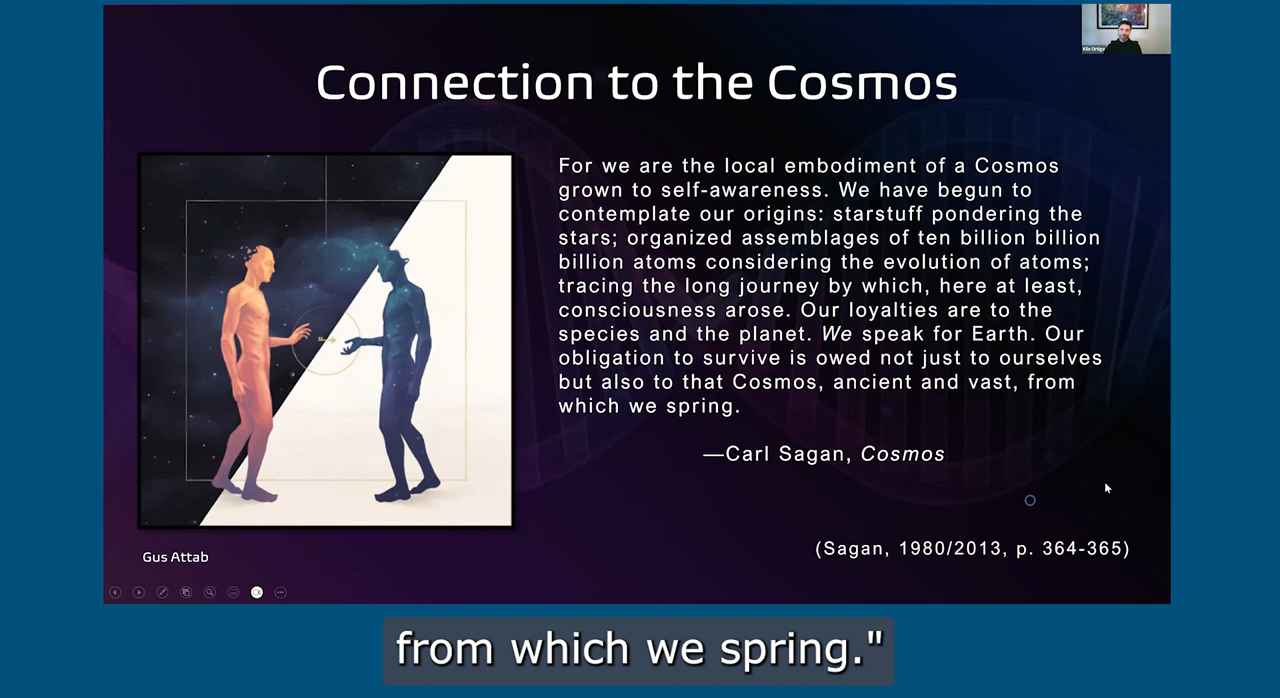 Kile Ortigo
Connection to the Cosmos
For we are the local embodiment of a Cosmos
grown to self-awareness. We have begun to
contemplate our origins: starstuff pondering the
stars; organized assemblages of ten billion billion
billion atoms considering the evolution of atoms;
tracing the long journey by which, here at least,
consciousness arose. Our loyalties are to the
species and the planet. We speak for Earth. Our
obligation to survive is owed not just to ourselves
but also to that Cosmos, ancient and vast, from
which we spring.
—Carl Sagan, Cosmos
(Sagan, 1980/2013, p. 364-365)
Gus Attab
from which we spring."